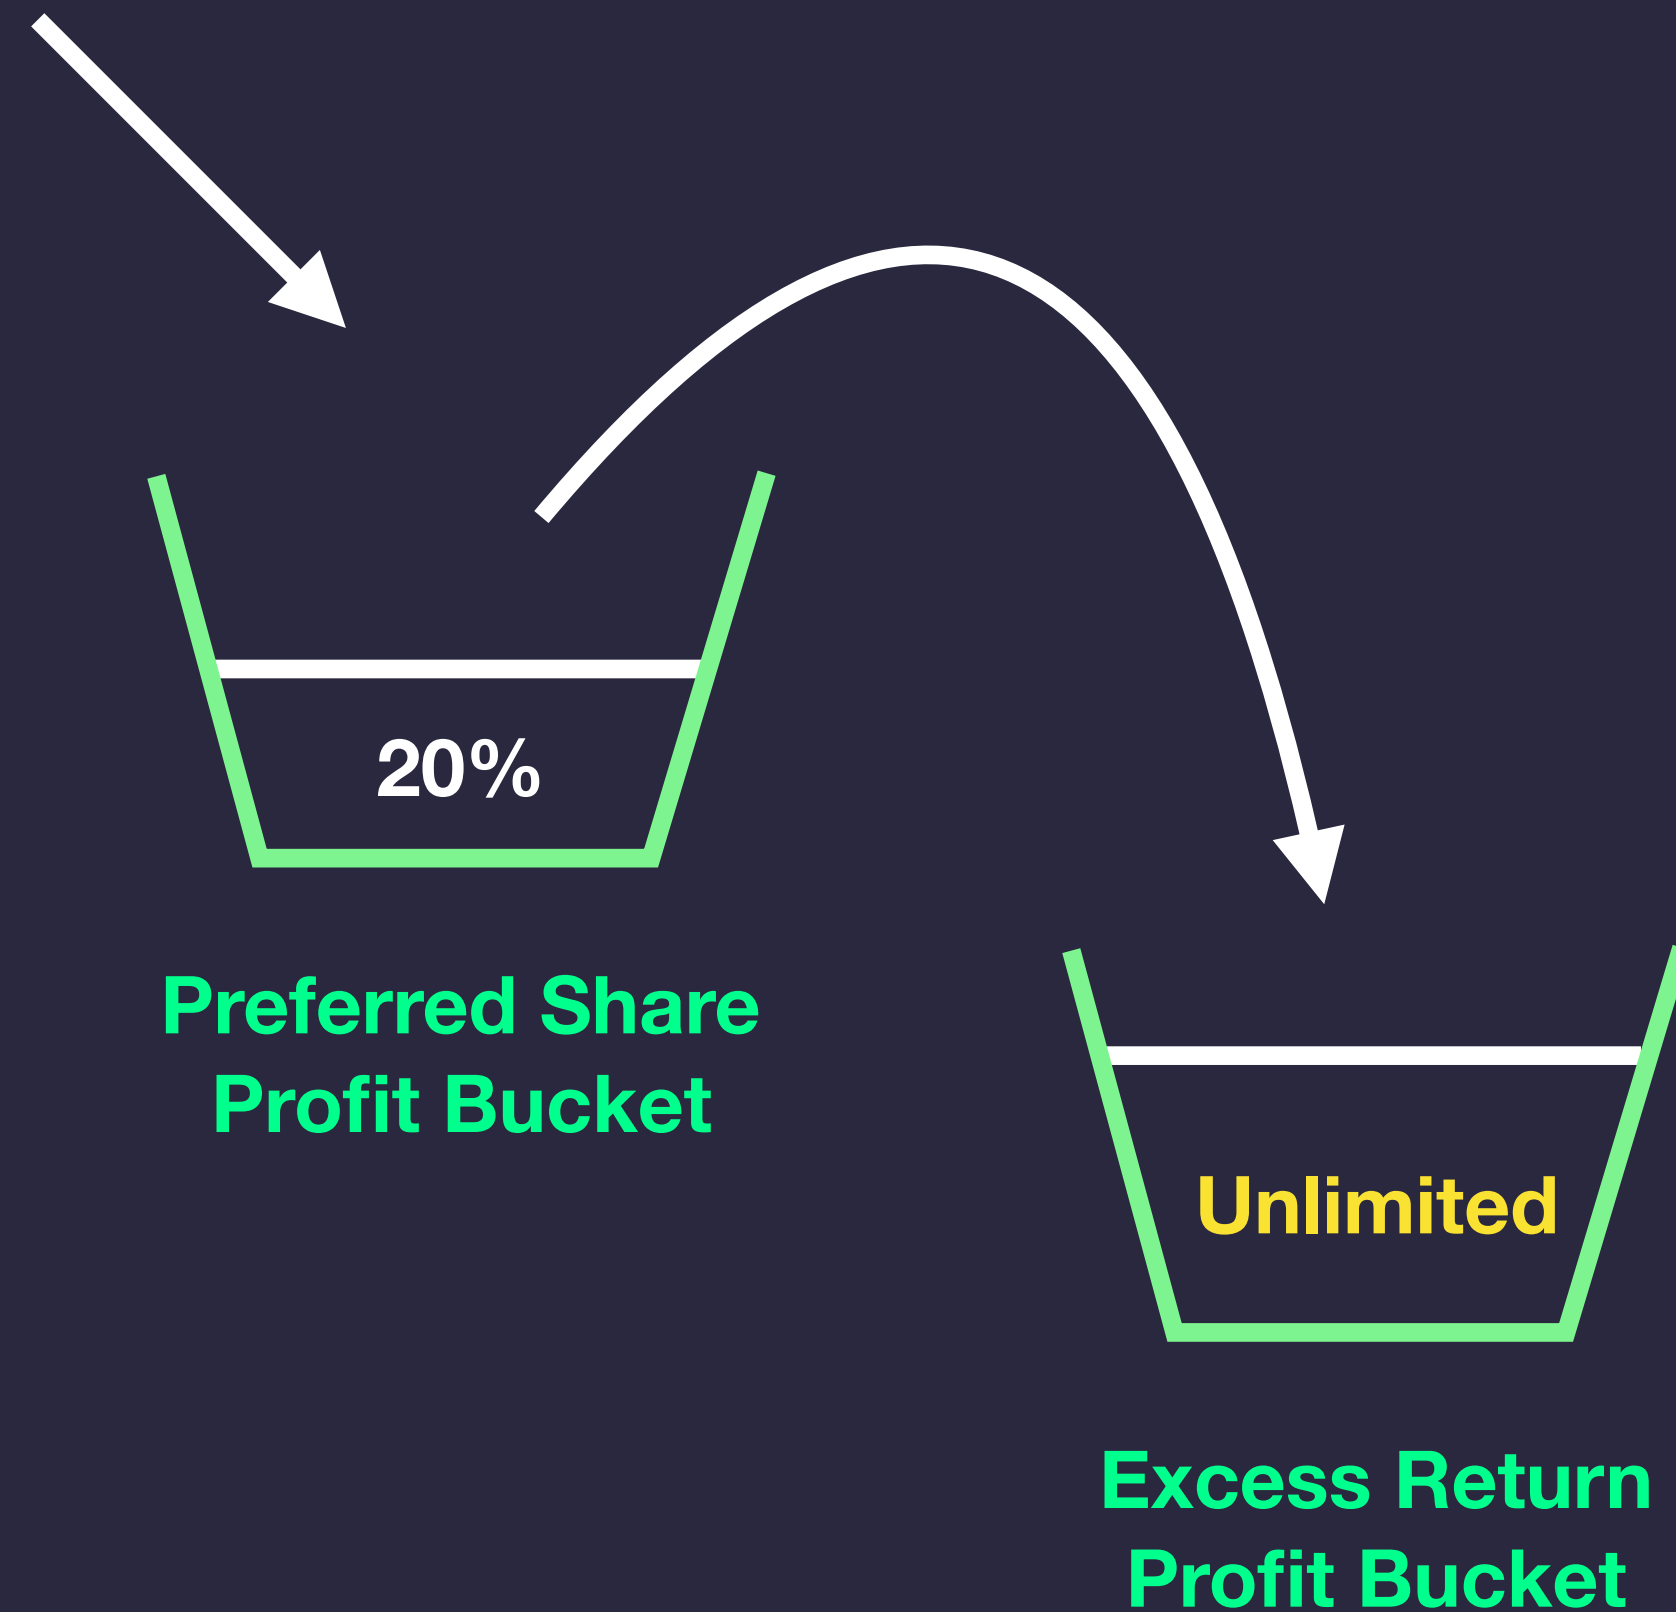 20%
Preferred Share
Profit Bucket
Unlimited
Excess Return
Profit Bucket